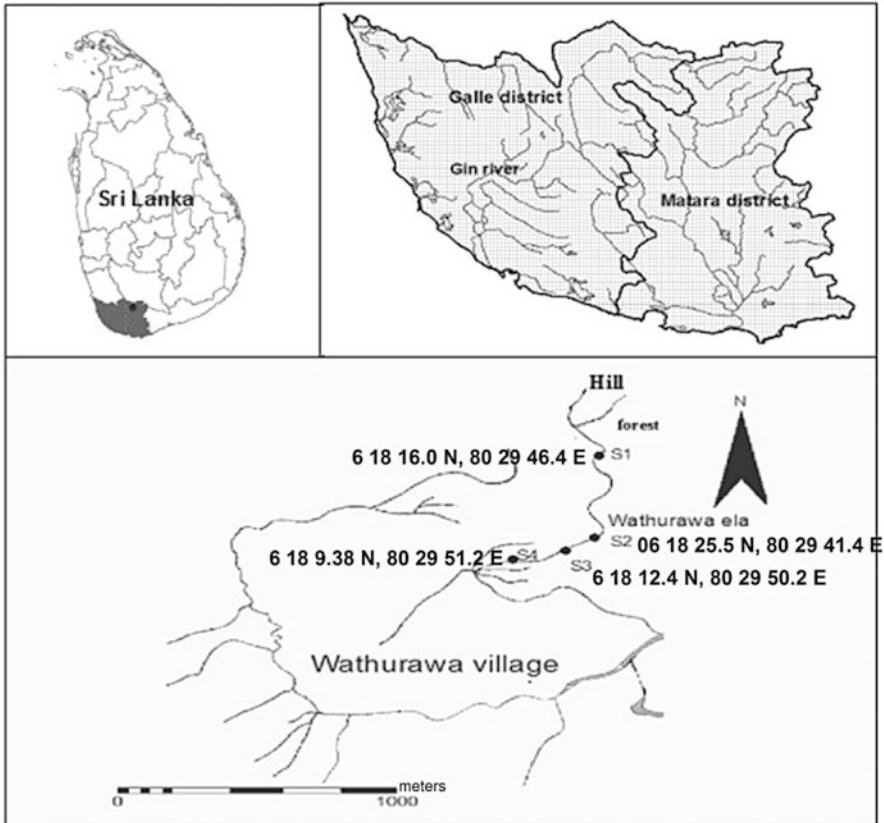 Sri Lanka
Galle district
Gin river
Matara district
Hill
forest
N
6 18 16.0 N, 80 29 46.4 E
S1
Wathurawa ela
S2
06 18 25.5 N, 80 29 41.4 E
6 18 9.38 N, 80 29 51.2 E
S4
S3
6 18 12.4 N, 80 29 50.2 E
Wathurawa village
meters
0
1000